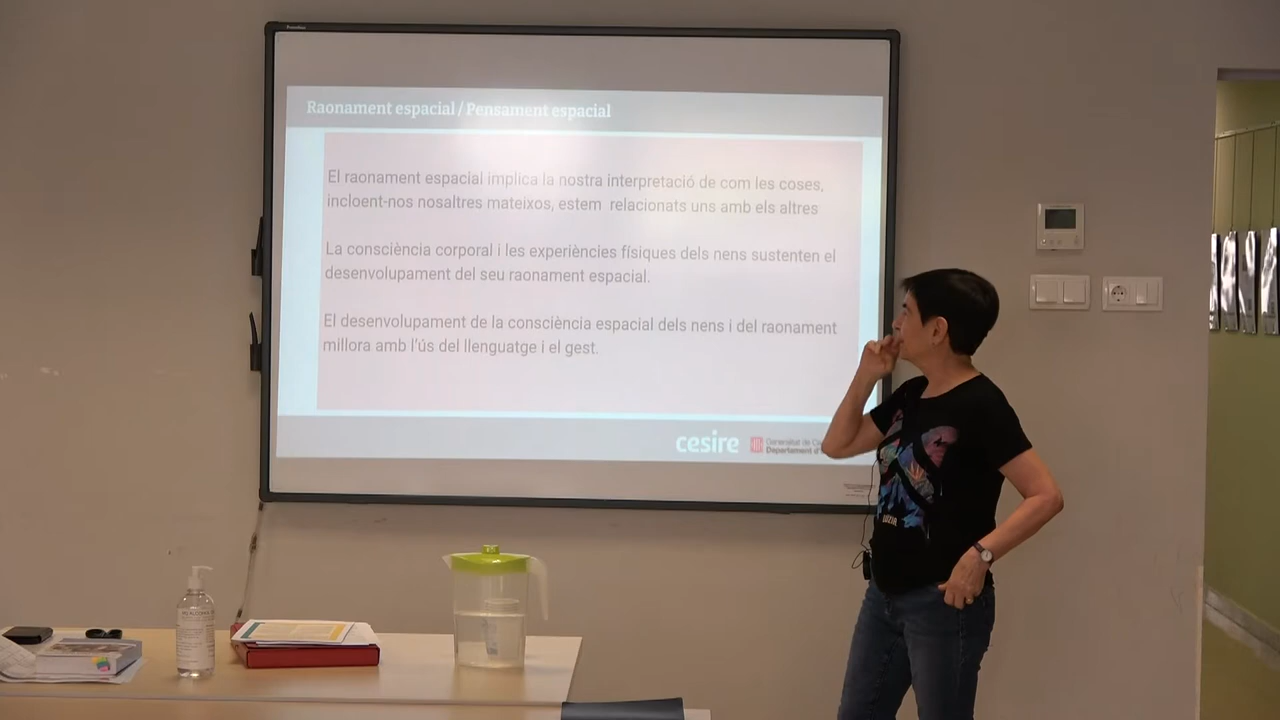 Raonament espacial / Pensament espacial
El raonament espacial implica la nostra interpretació de com les coses,
incloent-nos nosaltres mateixos, estem relacionats uns amb els altres
La consciència corporal i les experiències físiques dels nens sustenten el
desenvolupament del seu raonament espacial.
El desenvolupament de la consciència espacial dels nens i del raonament
millora amb l'ús del llenguatge i el gest.
cesire
Generalitat de
Departament
LUZIA